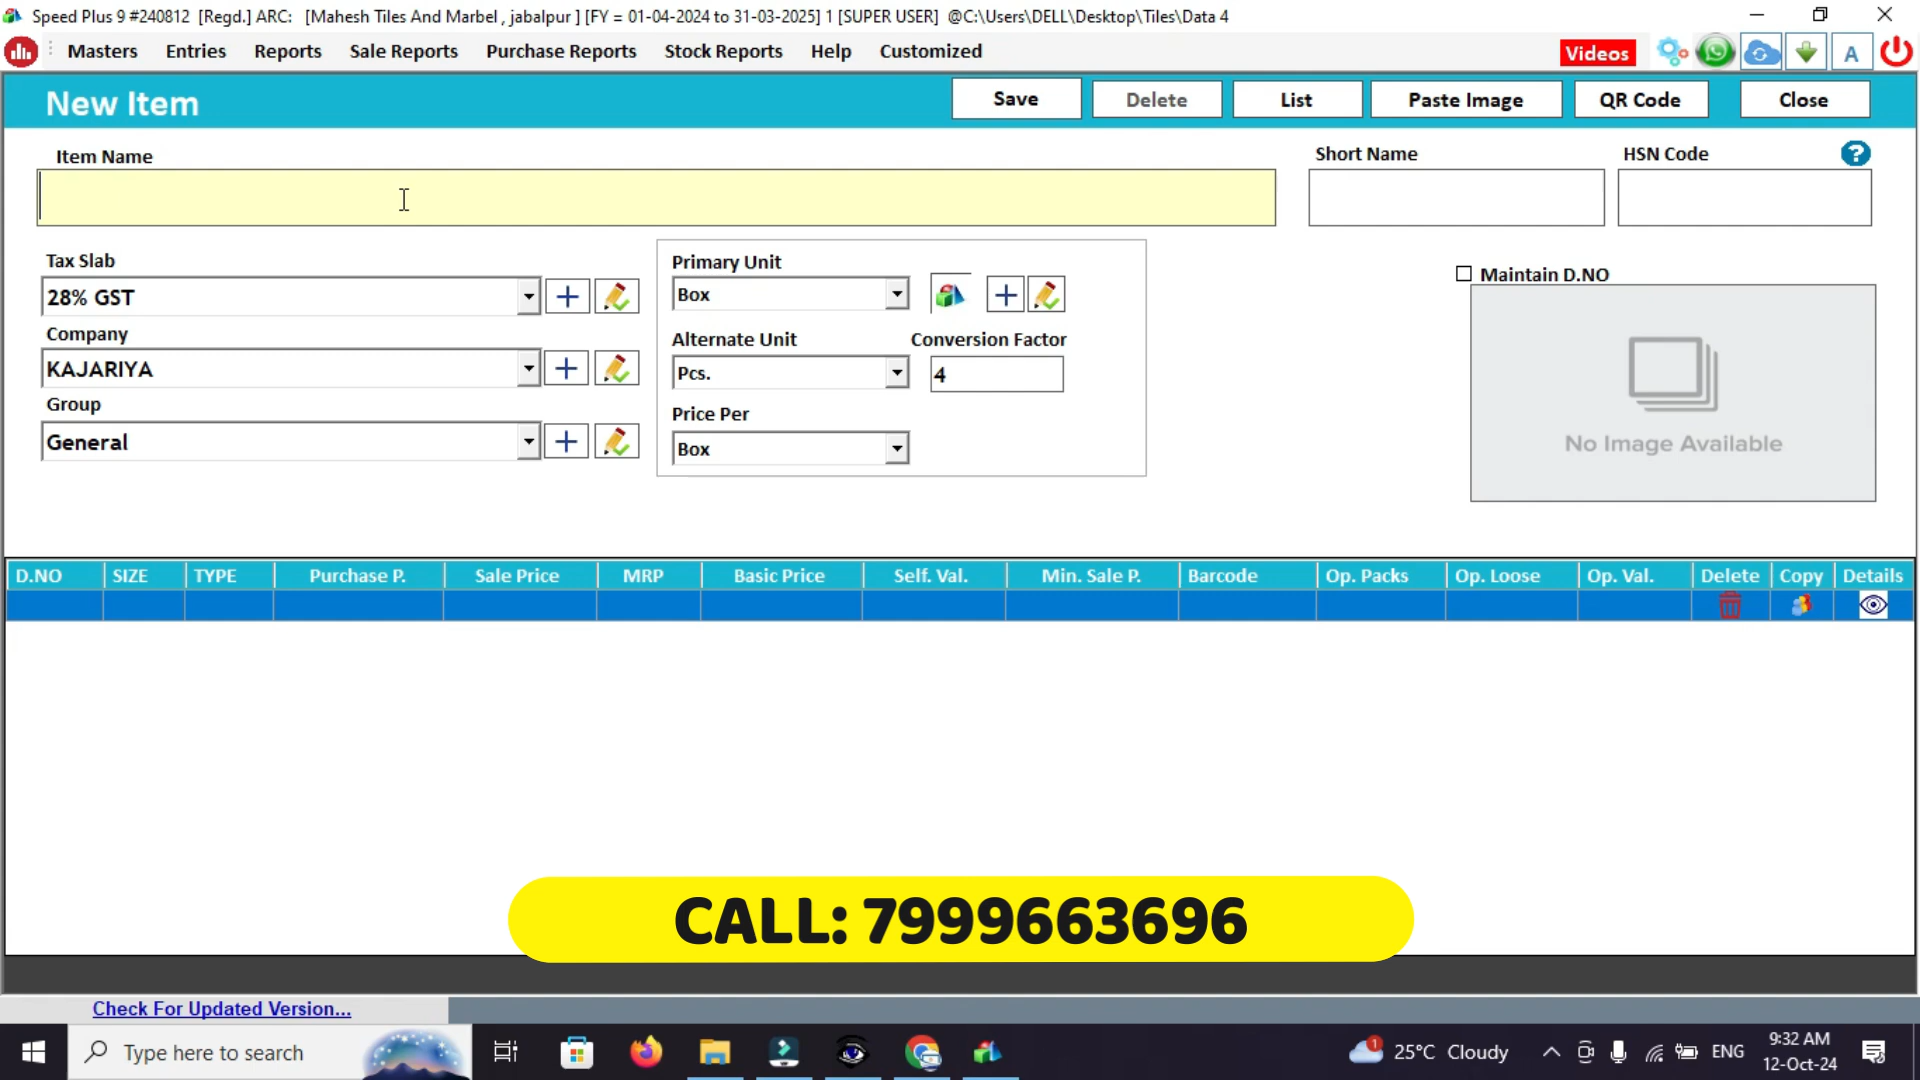 Speed Plus 9 #240812 [Regd.] ARC: [Mahesh Tiles And Marbel , jabalpur ] [FY = 01-04-2024 to 31-03-2025] 1 [SUPER USER] @C:\Users\DELL\Desktop\Tiles\Data 4
Masters Entries Reports Sale Reports Purchase Reports Stock Reports Help Customized Videos A
New Item Save Delete List Paste Image QR Code Close
Item Name Short Name HSN Code ?
Tax Slab Primary Unit Maintain D.NO
28% GST Box
Company Alternate Unit Conversion Factor
KAJARIYA Pcs. 4
Group Price Per
General Box No Image Available
D.NO SIZE TYPE Purchase P. Sale Price MRP Basic Price Self. Val. Min. Sale P. Barcode Op. Packs Op. Loose Op. Val. Delete Copy Details
CALL: 7999663696
Check For Updated Version...
Type here to search 1 25°C Cloudy ENG 9:32 AM
12-Oct-24